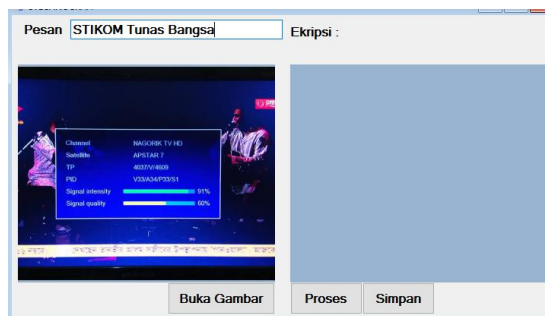 Pesan STIKOM Tunas Bangsa Ekripsi :
Channel NAGORIK TV HD
Satellite APSTAR 7
TP 4037/V/4609
PID V33/A34/P33/S1
Signal intensity 91%
Signal quality 60%
Buka Gambar Proses Simpan